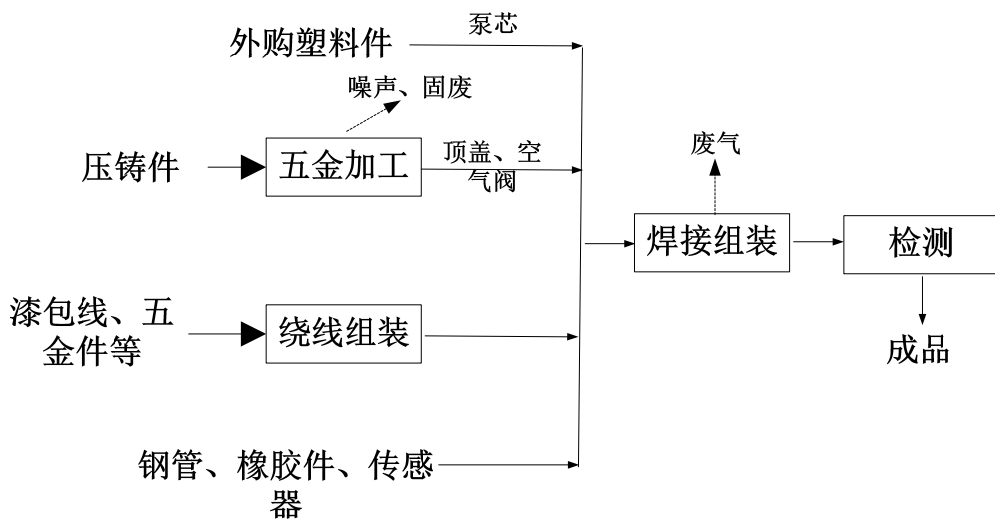 外购塑料件
泵芯
噪声、固废
压铸件
五金加工
顶盖、空
气阀
废气
焊接组装
检测
漆包线、五
金件等
绕线组装
成品
钢管、橡胶件、传感
器